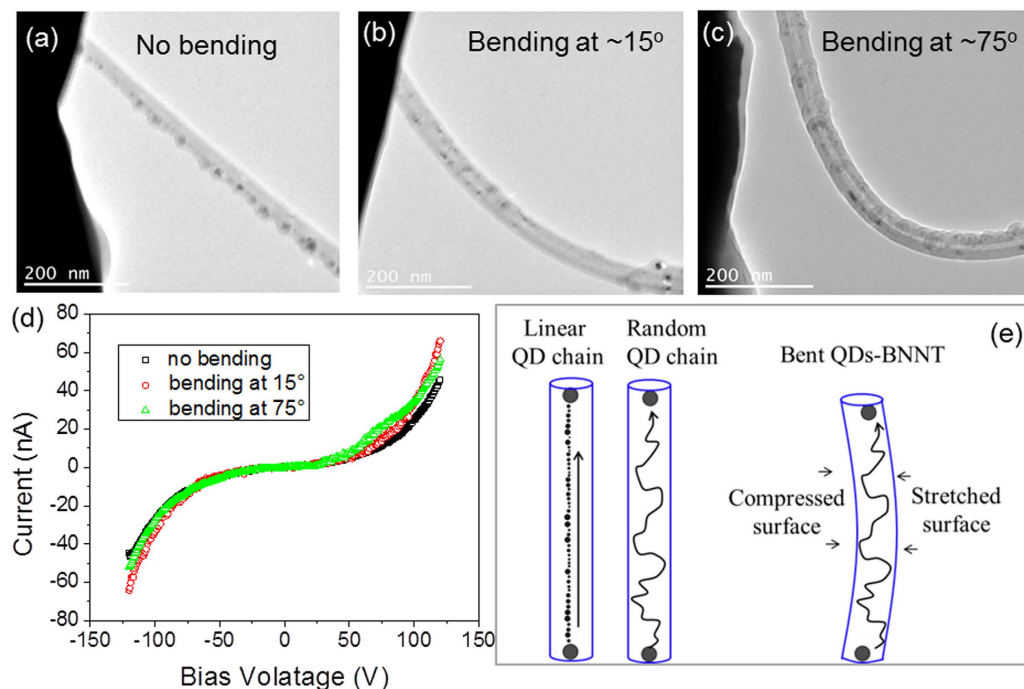 (a)
No bending
200 nm
(b)
Bending at ~15°
200 nm
(c)
Bending at ~75°
200 nm
(d)
80
60
40
20
0
-20
-40
-60
-80
Current (nA)
no bending
bending at 15°
bending at 75°
-150 -100 -50 0 50 100 150
Bias Volatage (V)
(e)
Linear
QD chain
Random
QD chain
Bent QDs-BNNT
Compressed
surface
Stretched
surface